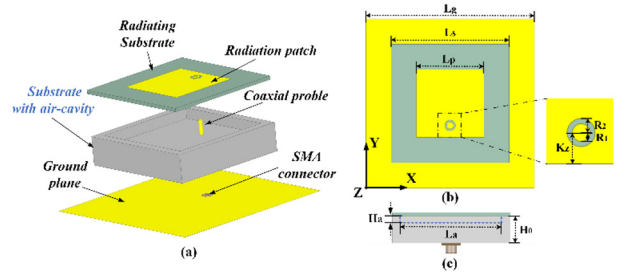 Radiating
Substrate
Radiation patch
Substrate
with air-cavity
Coaxial proble
Ground
plane
SMA
connector
(a)
Lg
Ls
Lp
Y
Z
X
(b)
R2
R1
Kz
Ha
La
H0
(c)